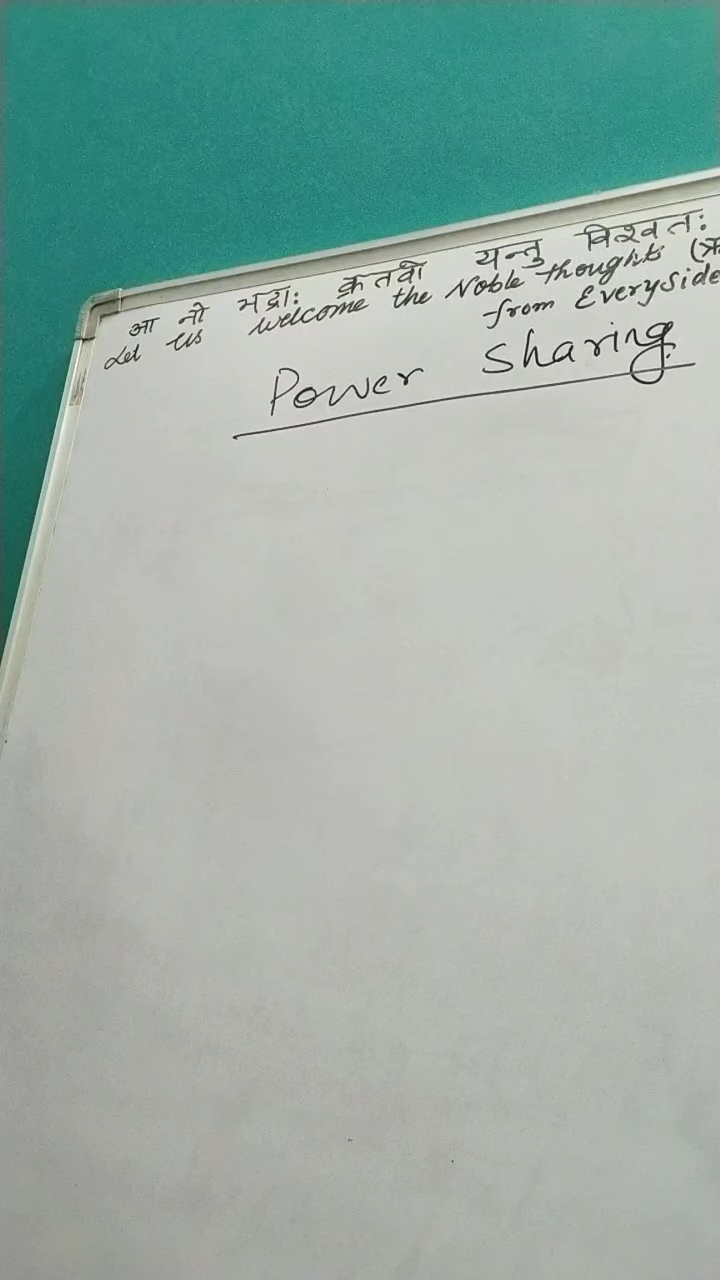 आ नो भद्रा: क्रतवो यन्तु विश्वत:
Let us welcome the Noble thoughts
from Everyside
Power Sharing